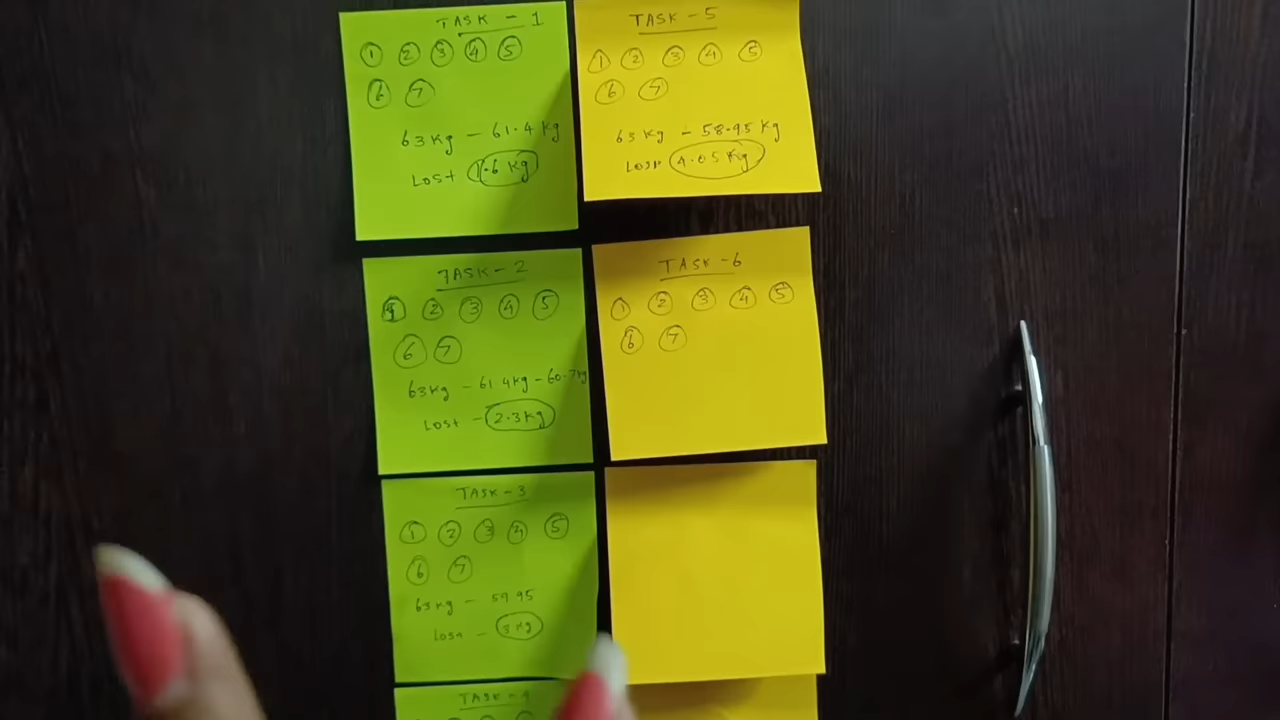 TASK - 1
1 2 3 4 5
6 7
63 Kg - 61.4 Kg
Lost 1.6 Kg
TASK - 2
1 2 3 4 5
6 7
63 Kg - 61.4 Kg - 60.7 Kg
Lost - 2.3 Kg
TASK - 3
1 2 3 4 5
6 7
63 Kg - 59.95
Lost - 3 Kg
TASK - 4
TASK - 5
1 2 3 4 5
6 7
63 Kg - 58.95 Kg
Lost 4.05 Kg
TASK - 6
1 2 3 4 5
6 7